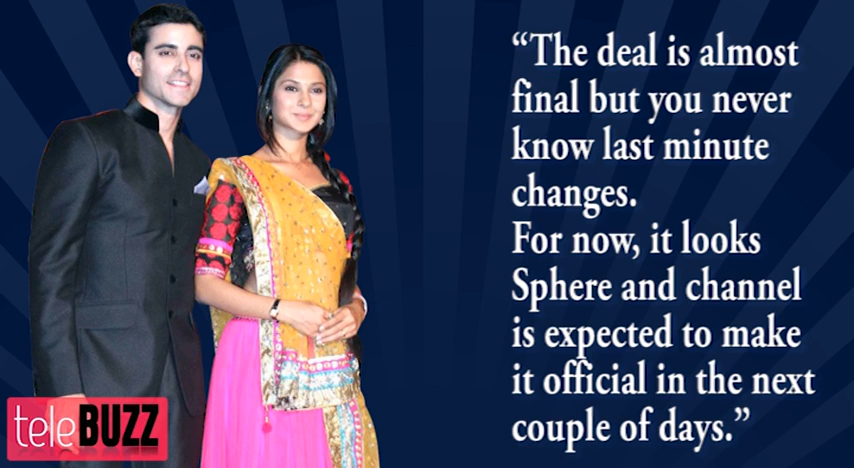 “The deal is almost
final but you never
know last minute
changes.
For now, it looks
Sphere and channel
is expected to make
it official in the next
couple of days.”
teleBUZZ